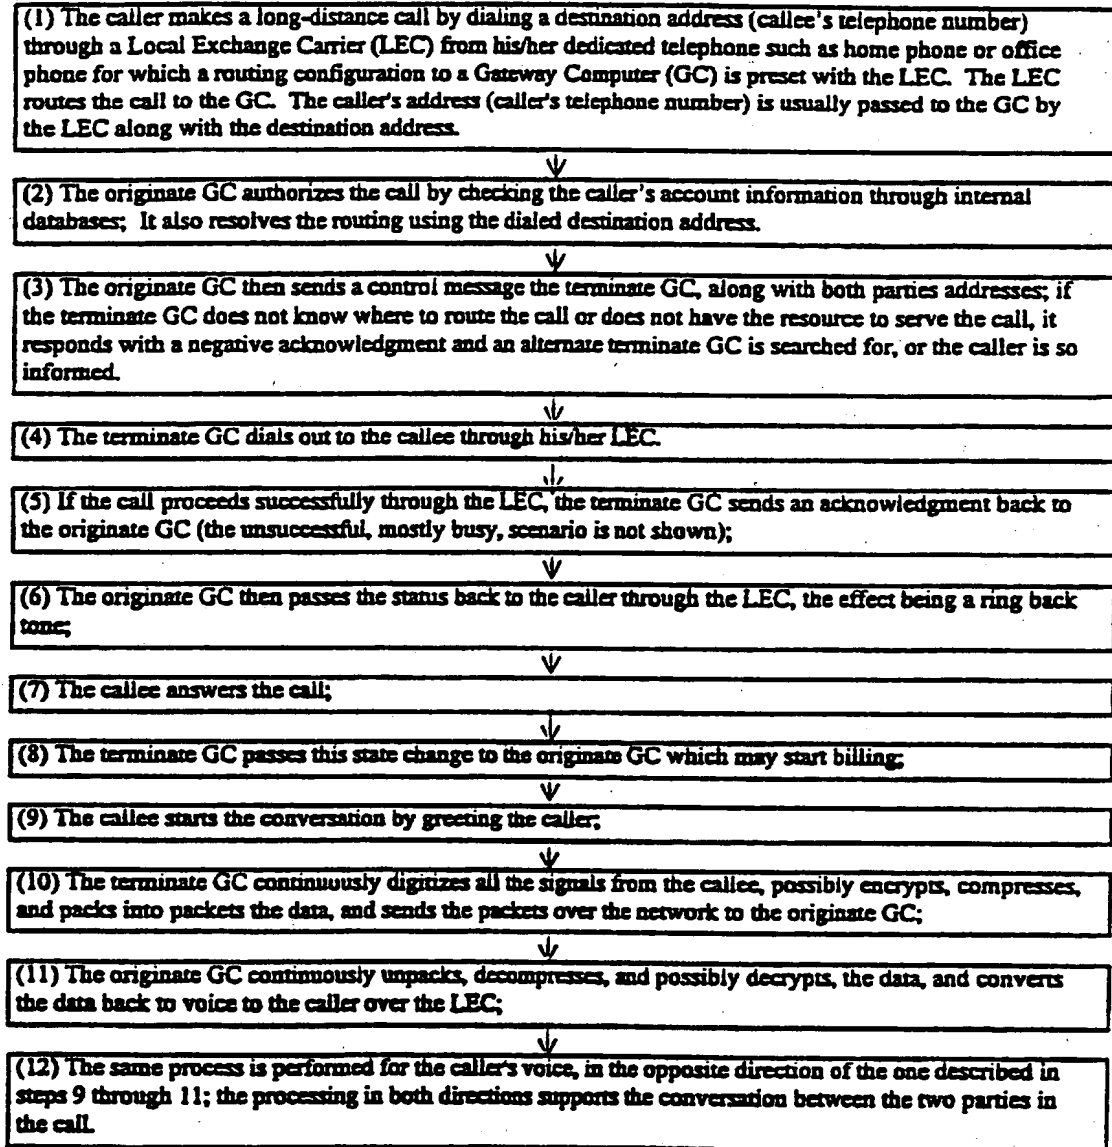 (1) The caller makes a long-distance call by dialing a destination address (callee's telephone number)
through a Local Exchange Carrier (LEC) from his/her dedicated telephone such as home phone or office
phone for which a routing configuration to a Gateway Computer (GC) is preset with the LEC. The LEC
routes the call to the GC. The caller's address (caller's telephone number) is usually passed to the GC by
the LEC along with the destination address.
(2) The originate GC authorizes the call by checking the caller's account information through internal
databases; It also resolves the routing using the dialed destination address.
(3) The originate GC then sends a control message the terminate GC, along with both parties addresses; if
the terminate GC does not know where to route the call or does not have the resource to serve the call, it
responds with a negative acknowledgment and an alternate terminate GC is searched for, or the caller is so
informed.
(4) The terminate GC dials out to the callee through his/her LEC.
(5) If the call proceeds successfully through the LEC, the terminate GC sends an acknowledgment back to
the originate GC (the unsuccessful, mostly busy, scenario is not shown);
(6) The originate GC then passes the status back to the caller through the LEC, the effect being a ring back
tone;
(7) The callee answers the call;
(8) The terminate GC passes this state change to the originate GC which may start billing;
(9) The callee starts the conversation by greeting the caller;
(10) The terminate GC continuously digitizes all the signals from the callee, possibly encrypts, compresses,
and packs into packets the data, and sends the packets over the network to the originate GC;
(11) The originate GC continuously unpacks, decompresses, and possibly decrypts, the data, and converts
the data back to voice to the caller over the LEC;
(12) The same process is performed for the caller's voice, in the opposite direction of the one described in
steps 9 through 11; the processing in both directions supports the conversation between the two parties in
the call.